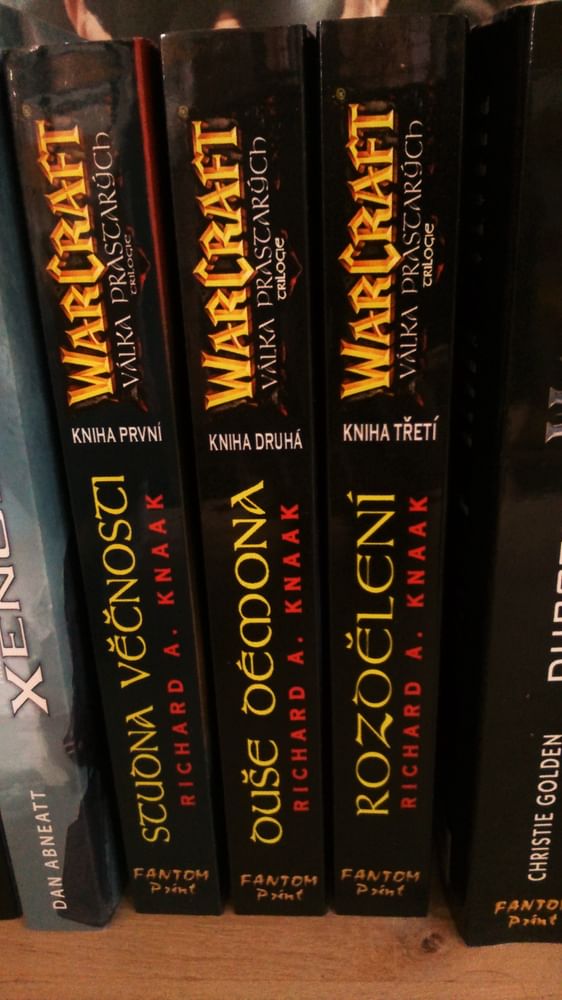 DAN ABNEATT
WARCRAFT
VÁLKA PRASTARÝCH
TRILOGIE
KNIHA PRVNÍ
STUDNA VĚČNOSTI
RICHARD A. KNAAK
FANTOM
Print
WARCRAFT
VÁLKA PRASTARÝCH
TRILOGIE
KNIHA DRUHÁ
DUŠE DÉMONA
RICHARD A. KNAAK
FANTOM
Print
WARCRAFT
VÁLKA PRASTARÝCH
TRILOGIE
KNIHA TŘETÍ
ROZDĚLENÍ
RICHARD A. KNAAK
FANTOM
Print
CHRISTIE GOLDEN
Print